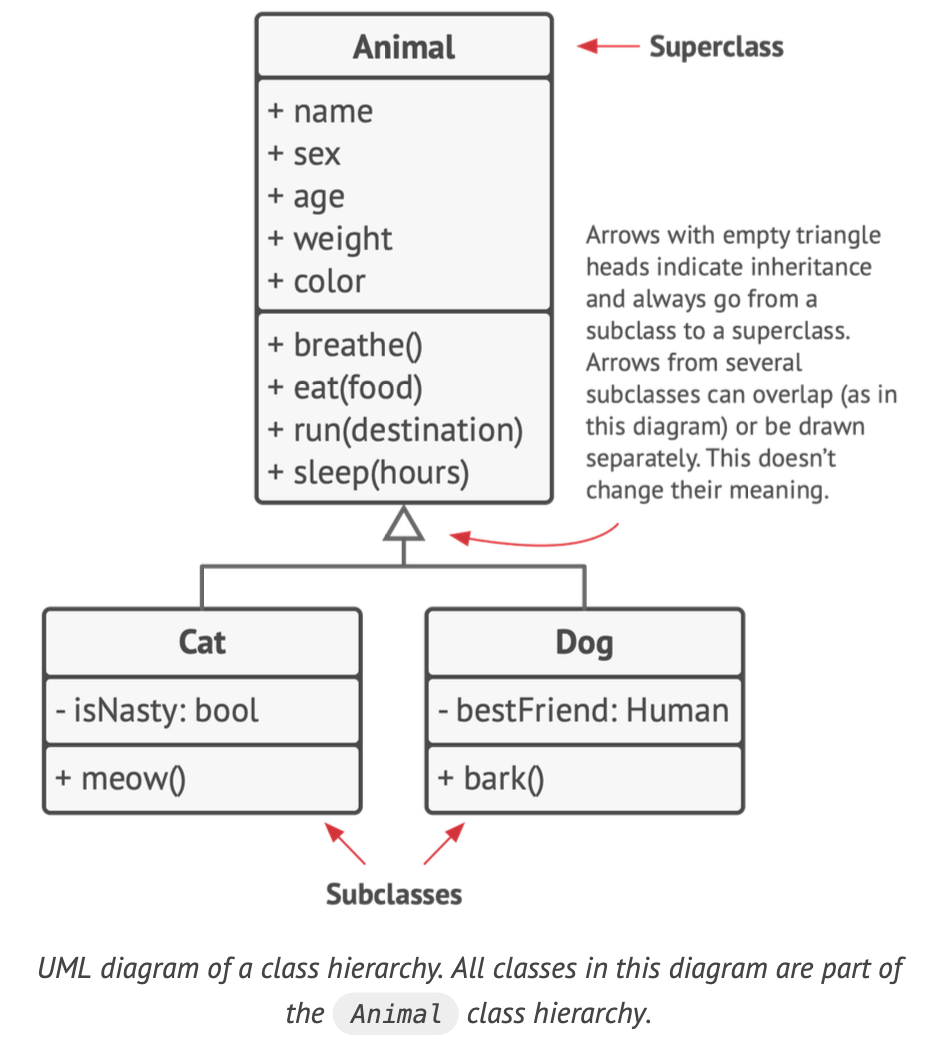 Animal
Superclass
+ name
+ sex
+ age
+ weight
+ color
+ breathe()
+ eat(food)
+ run(destination)
+ sleep(hours)
Arrows with empty triangle
heads indicate inheritance
and always go from a
subclass to a superclass.
Arrows from several
subclasses can overlap (as in
this diagram) or be drawn
separately. This doesn't
change their meaning.
Cat
- isNasty: bool
+ meow()
Dog
- bestFriend: Human
+ bark()
Subclasses
UML diagram of a class hierarchy. All classes in this diagram are part of
the Animal class hierarchy.